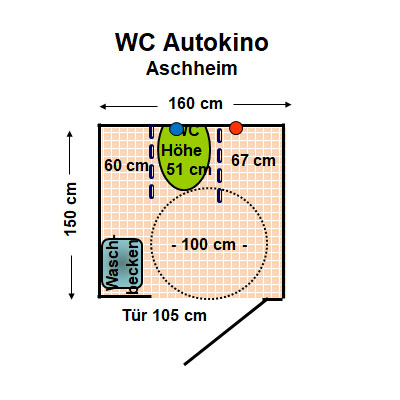 WC Autokino
Aschheim
160 cm
WC
Höhe
51 cm
60 cm
67 cm
150 cm
- 100 cm -
Wasch-
becken
Tür 105 cm